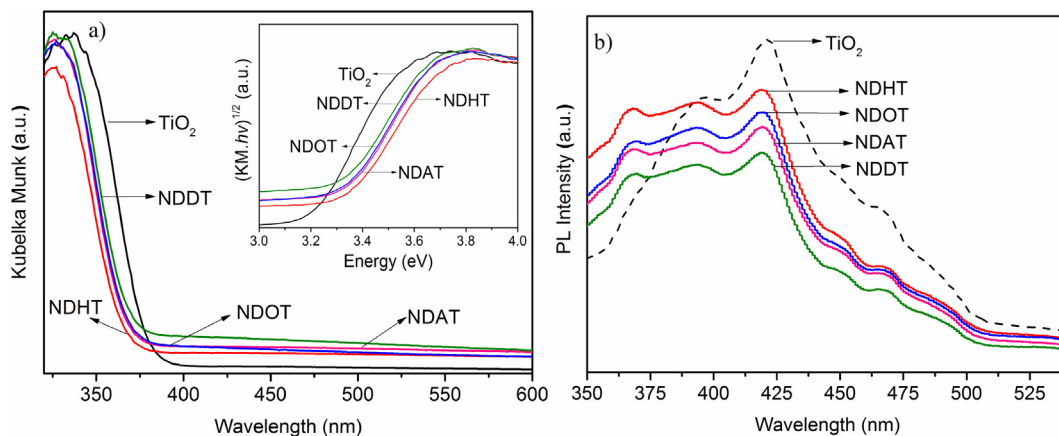 a)
Kubelka Munk (a.u.)
TiO2
NDDT
NDHT
NDOT
NDAT
350 400 450 500 550 600
Wavelength (nm)
(KM.hν)1/2 (a.u.)
TiO2
NDDT
NDHT
NDOT
NDAT
3.0 3.2 3.4 3.6 3.8 4.0
Energy (eV)
b)
PL Intensity (a.u.)
TiO2
NDHT
NDOT
NDAT
NDDT
350 375 400 425 450 475 500 525
Wavelength (nm)